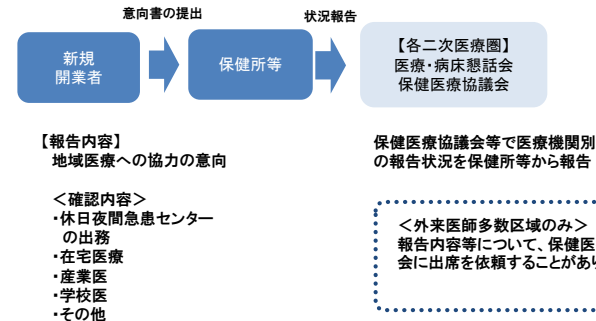 意向書の提出
状況報告
新規
開業者
保健所等
【各二次医療圏】
医療・病床懇話会
保健医療協議会
【報告内容】
地域医療への協力の意向
<確認内容>
・休日夜間急患センター
の出務
・在宅医療
・産業医
・学校医
・その他
保健医療協議会等で医療機関別
の報告状況を保健所等から報告
<外来医師多数区域のみ>
報告内容等について、保健医
会に出席を依頼することがあり